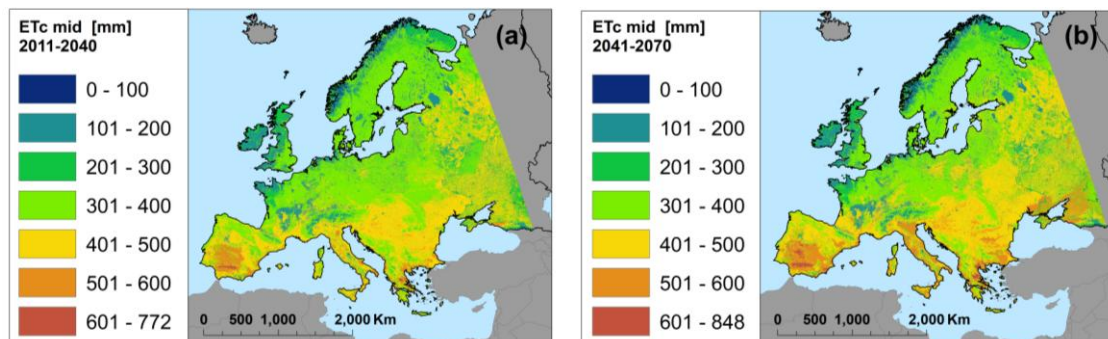 ETc mid [mm]
2011-2040
0 - 100
101 - 200
201 - 300
301 - 400
401 - 500
501 - 600
601 - 772
(a)
0 500 1,000 2,000 Km
ETc mid [mm]
2041-2070
0 - 100
101 - 200
201 - 300
301 - 400
401 - 500
501 - 600
601 - 848
(b)
0 500 1,000 2,000 Km